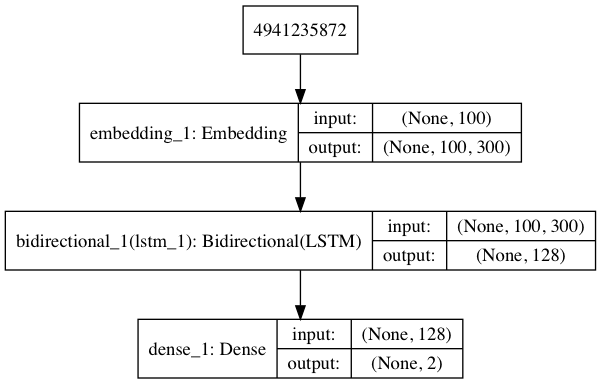 4941235872
embedding_1: Embedding
input:
(None, 100)
output:
(None, 100, 300)
bidirectional_1(lstm_1): Bidirectional(LSTM)
input:
(None, 100, 300)
output:
(None, 128)
dense_1: Dense
input:
(None, 128)
output:
(None, 2)